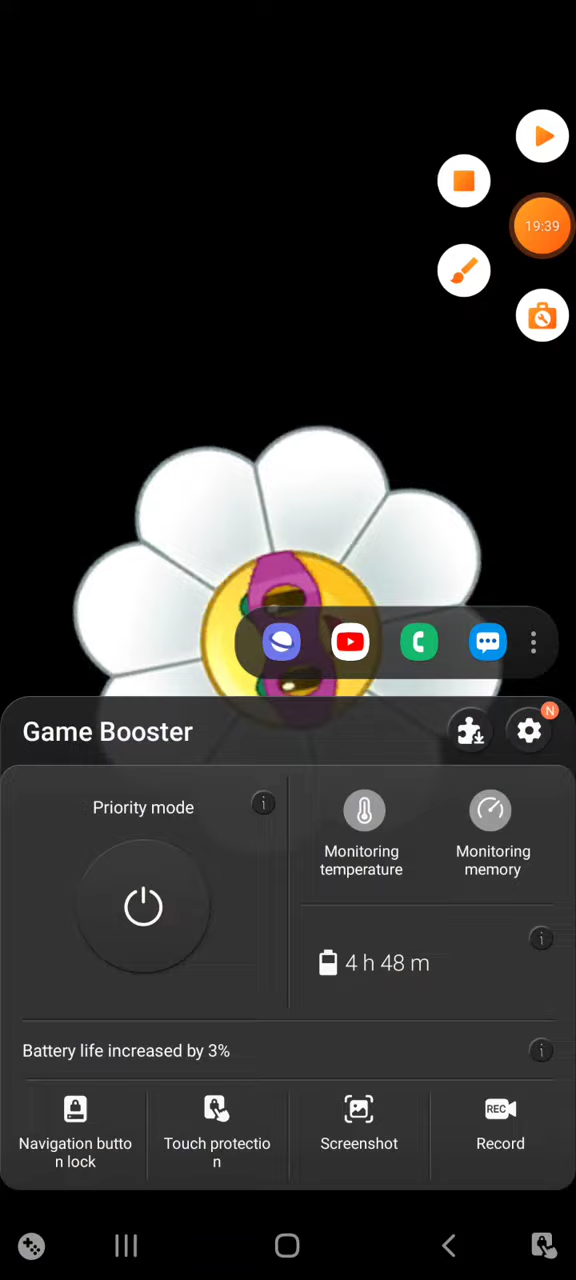 19:39
Game Booster
N
Priority mode
Monitoring
temperature
Monitoring
memory
4 h 48 m
Battery life increased by 3%
Navigation butto
n lock
Touch protectio
n
Screenshot
REC
Record